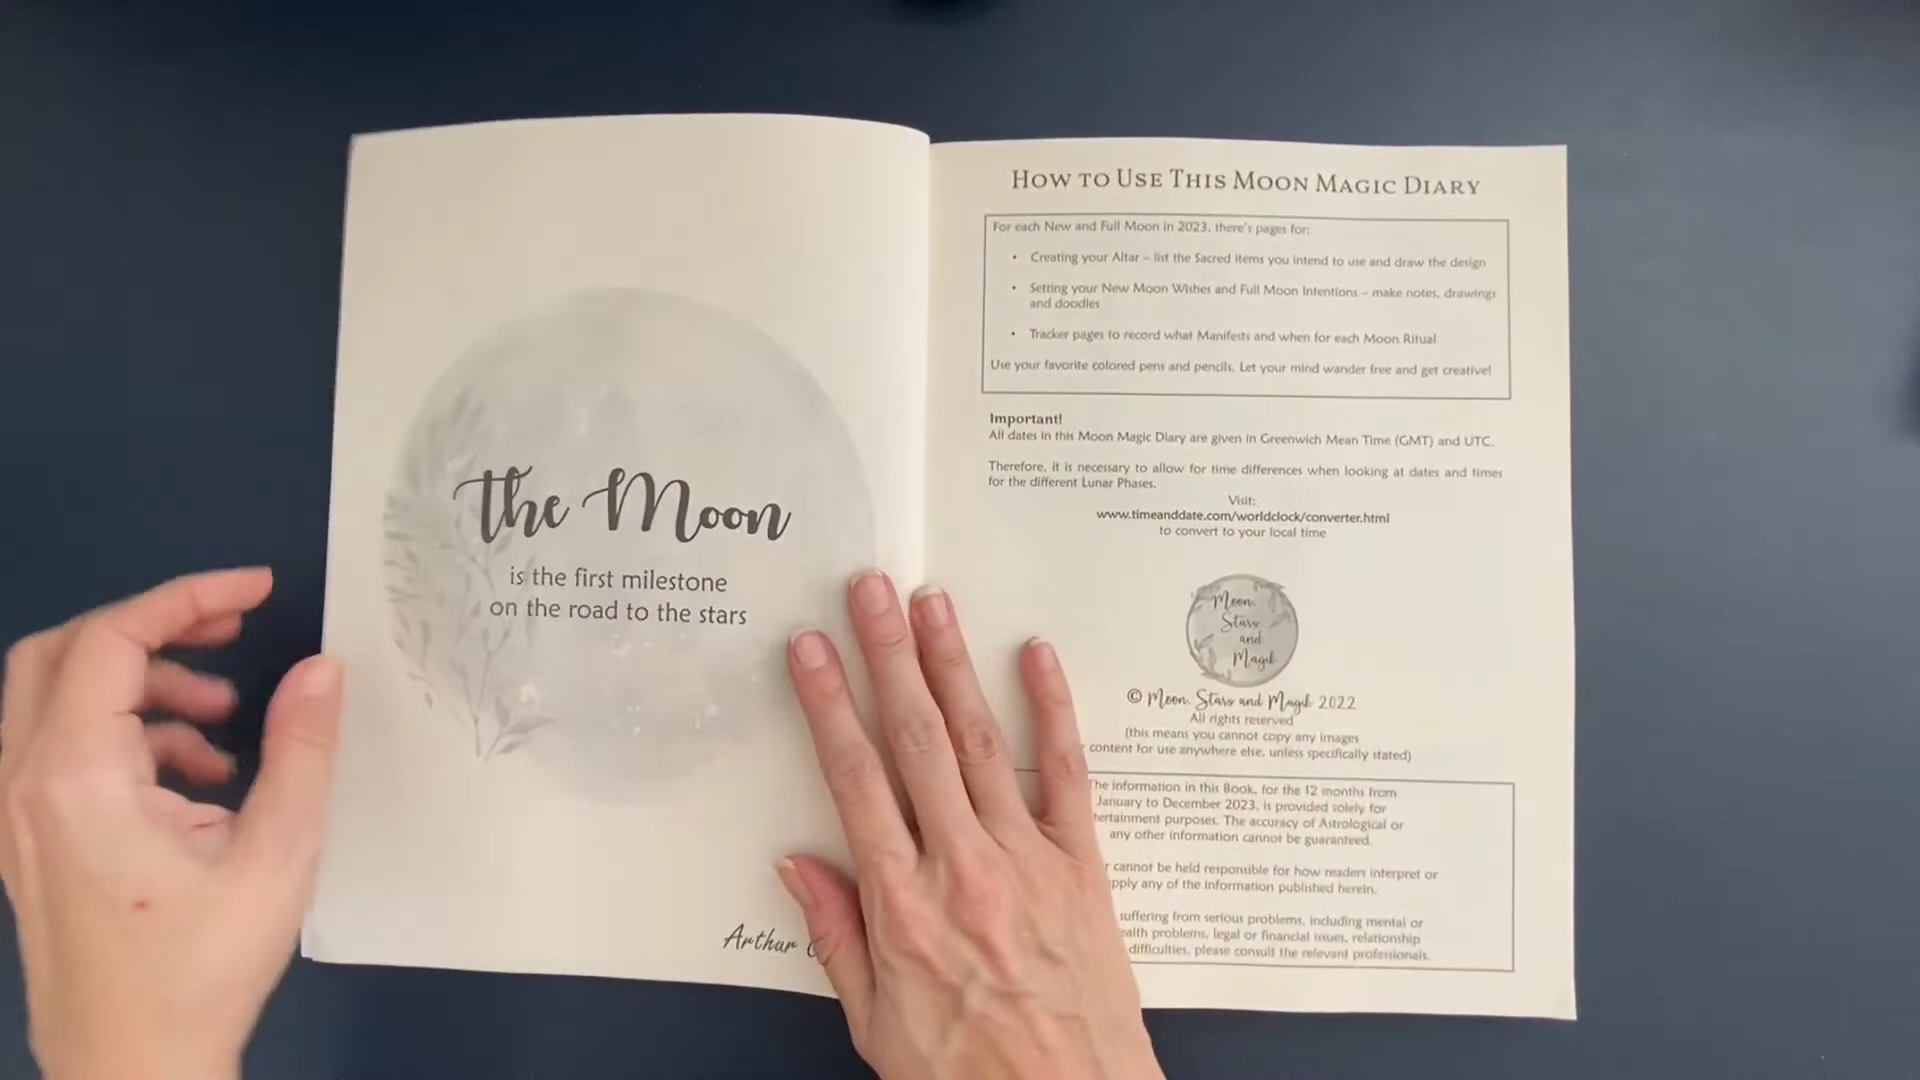 the Moon
is the first milestone
on the road to the stars
Arthur
HOW TO USE THIS MOON MAGIC DIARY
For each New and Full Moon in 2023, there's pages for:
• Creating your Altar – list the Sacred items you intend to use and draw the design
• Setting your New Moon Wishes and Full Moon Intentions – make notes, drawings
and doodles
• Tracker pages to record what Manifests and when for each Moon Ritual
Use your favorite colored pens and pencils. Let your mind wander free and get creative!
Important!
All dates in this Moon Magic Diary are given in Greenwich Mean Time (GMT) and UTC.
Therefore, it is necessary to allow for time differences when looking at dates and times
for the different Lunar Phases.
Visit:
www.timeanddate.com/worldclock/converter.html
to convert to your local time
Moon,
Stars
and
Magik
© Moon, Stars and Magik 2022
All rights reserved
(this means you cannot copy any images
content for use anywhere else, unless specifically stated)
The information in this Book, for the 12 months from
January to December 2023, is provided solely for
purposes. The accuracy of Astrological or
any other information cannot be guaranteed.
cannot be held responsible for how readers interpret or
any of the information published herein.
suffering from serious problems, including mental or
problems, legal or financial issues, relationship
difficulties, please consult the relevant professionals.